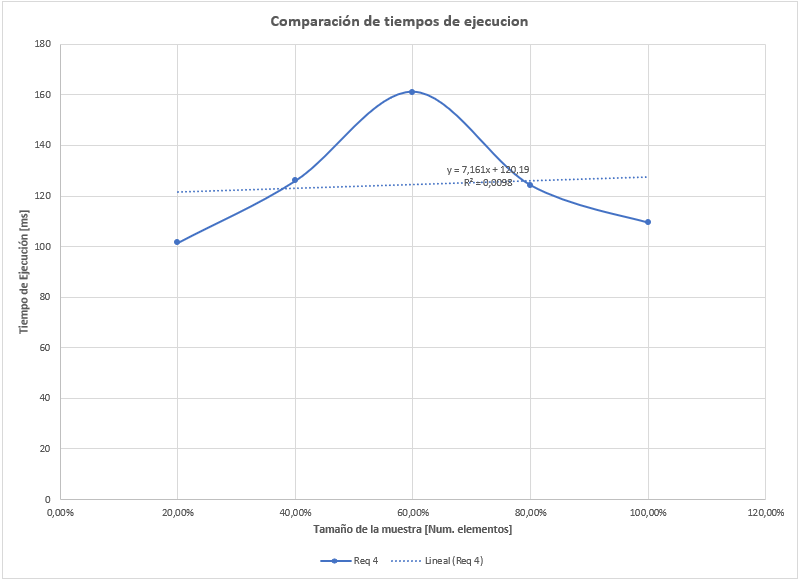 Comparación de tiempos de ejecucion
180
160
140
120
100
80
60
40
20
0
Tiempo de Ejecución [ms]
y = 7,161x + 120,19
R² = 0,0098
0,00%
20,00%
40,00%
60,00%
80,00%
100,00%
120,00%
Tamaño de la muestra [Num. elementos]
Req 4
Lineal (Req 4)